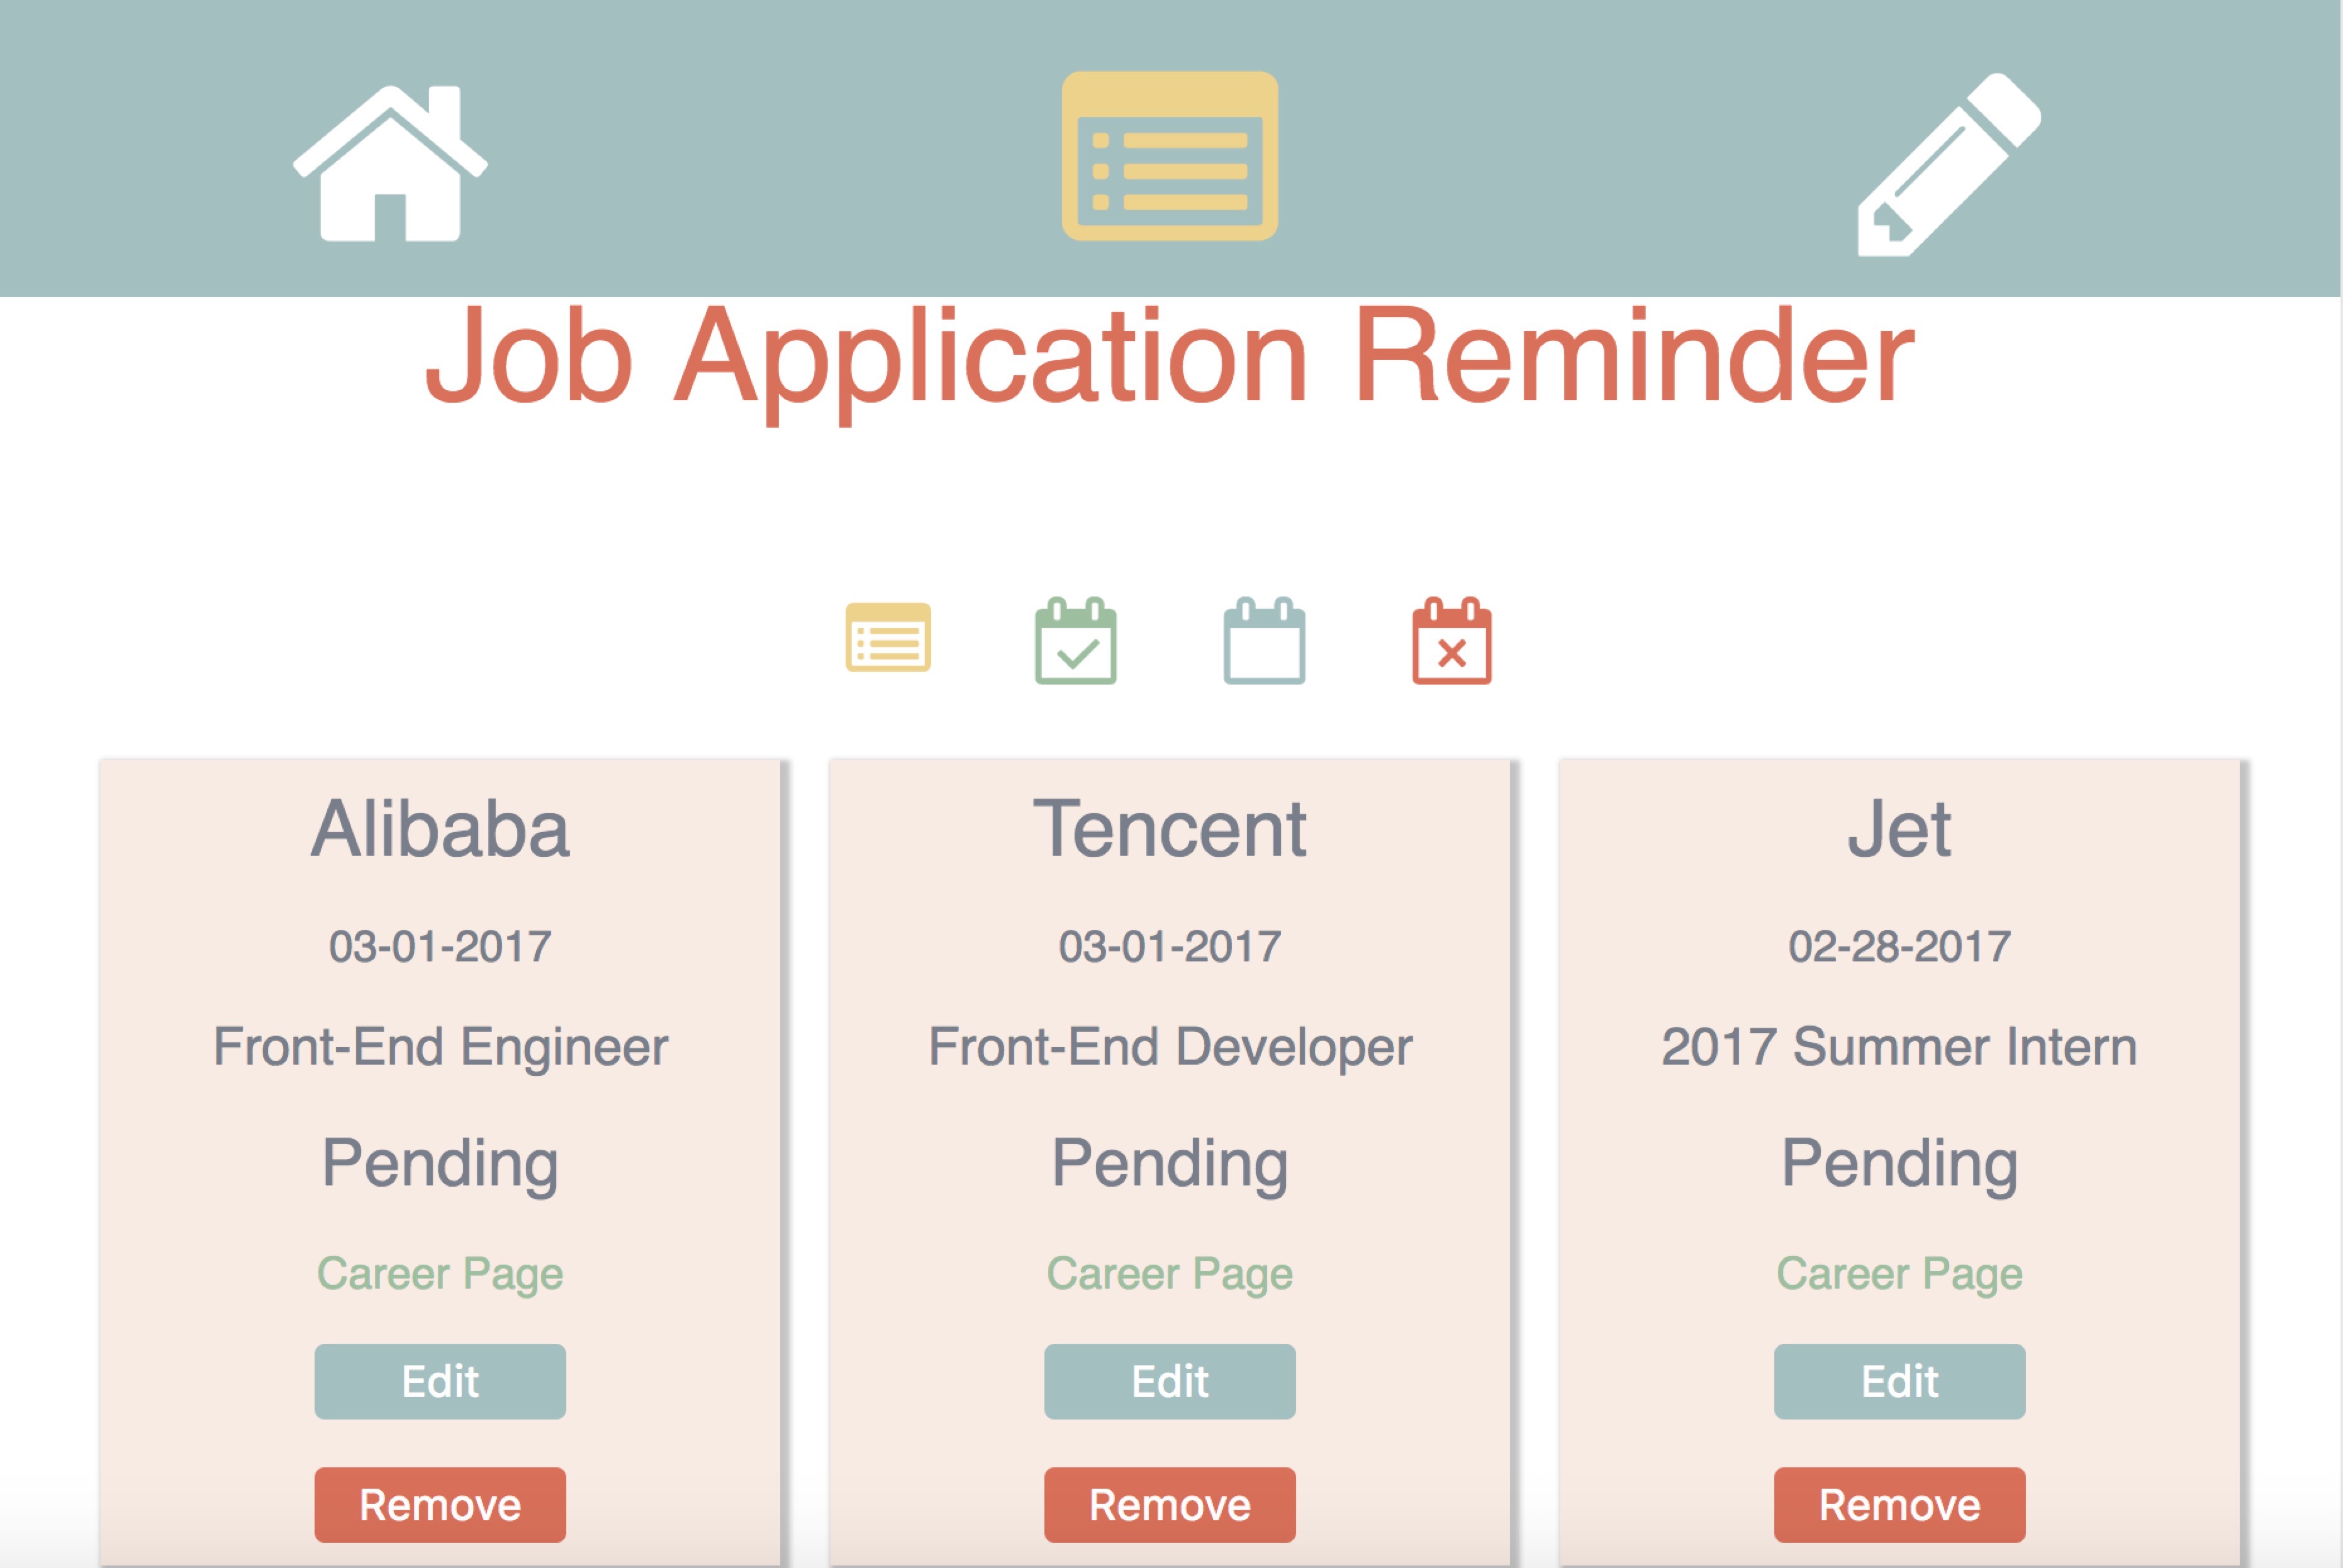 Job Application Reminder
Alibaba
03-01-2017
Front-End Engineer
Pending
Career Page
Edit
Remove
Tencent
03-01-2017
Front-End Developer
Pending
Career Page
Edit
Remove
Jet
02-28-2017
2017 Summer Intern
Pending
Career Page
Edit
Remove